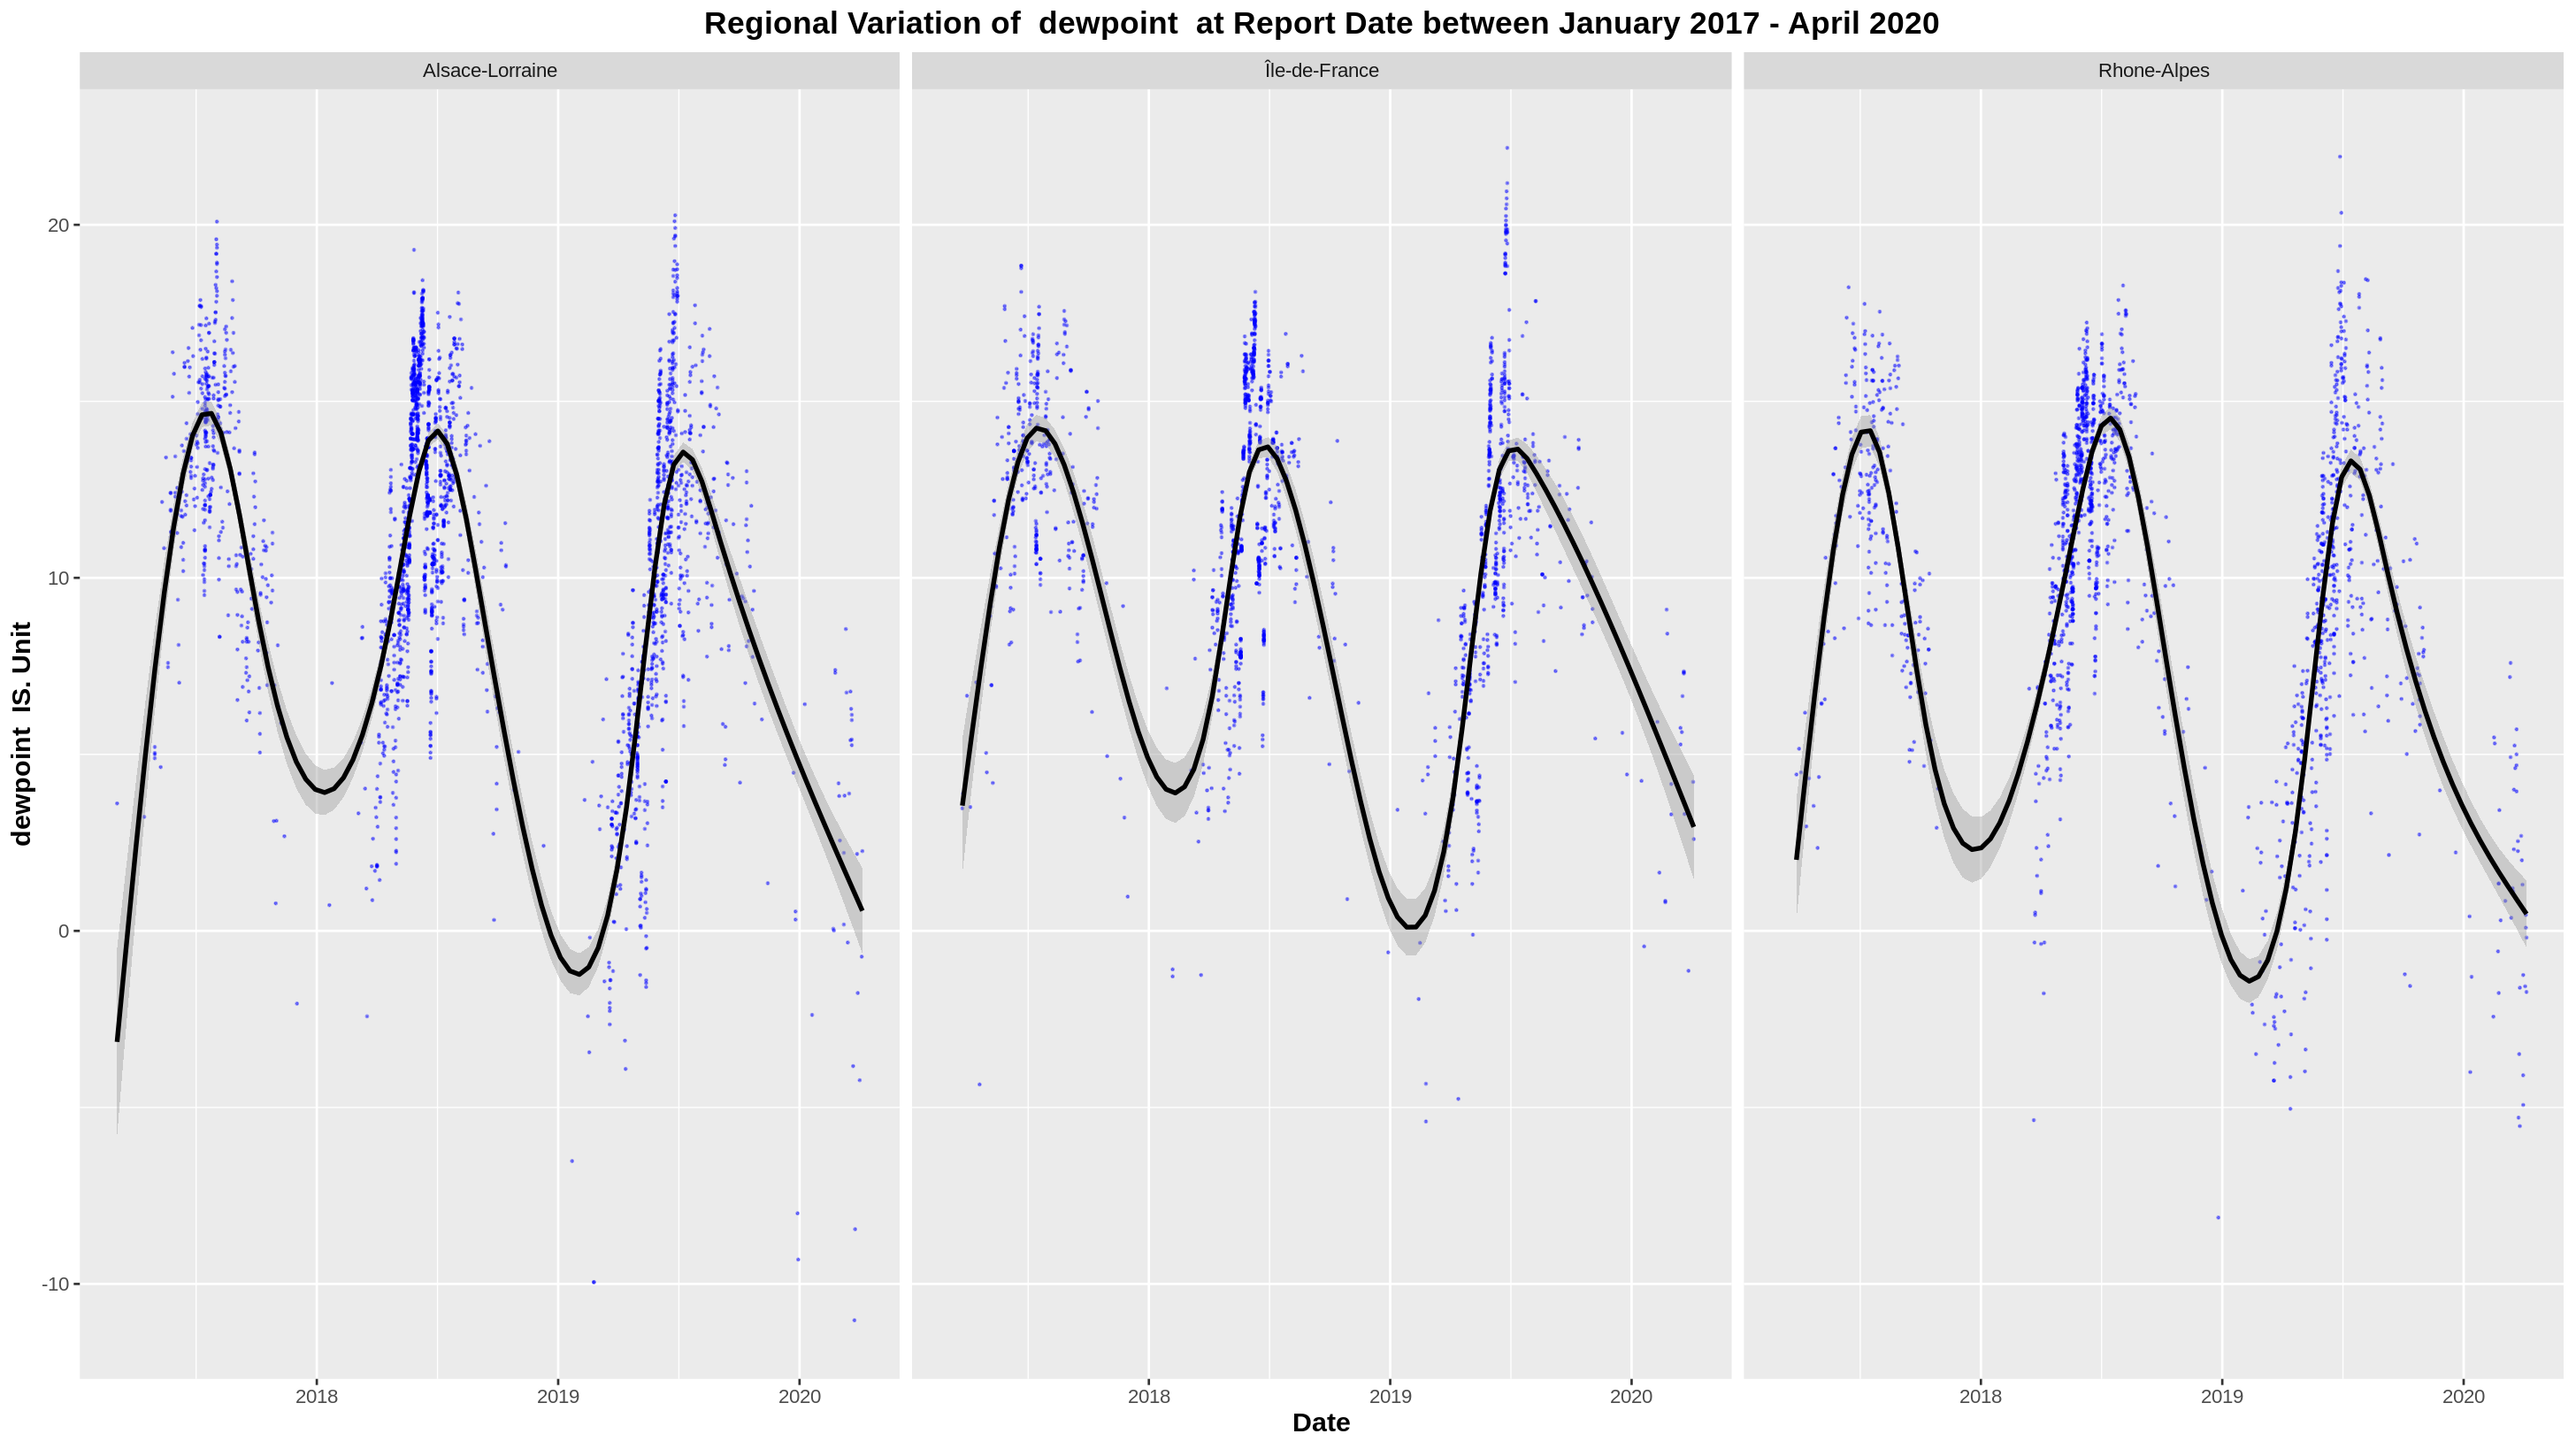 Regional Variation of  dewpoint  at Report Date between January 2017 - April 2020
Alsace-Lorraine
Île-de-France
Rhone-Alpes
dewpoint  IS. Unit
20
10
0
-10
2018 2019 2020
2018 2019 2020
2018 2019 2020
Date